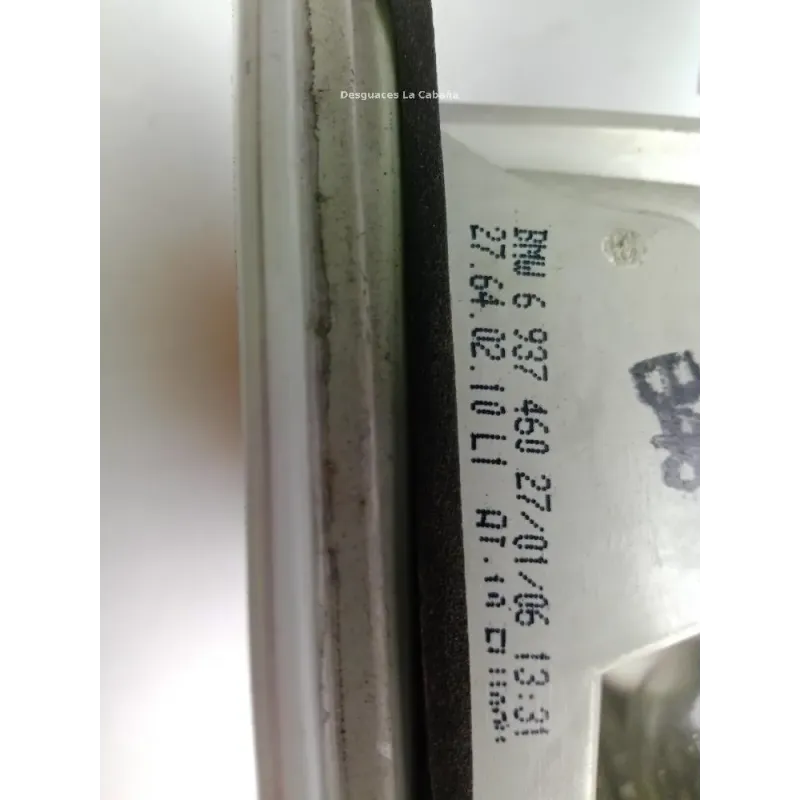 Desguaces La Cabaña
BMW 6 937 460 27/01/06 13:31
27.64.02.10 L1